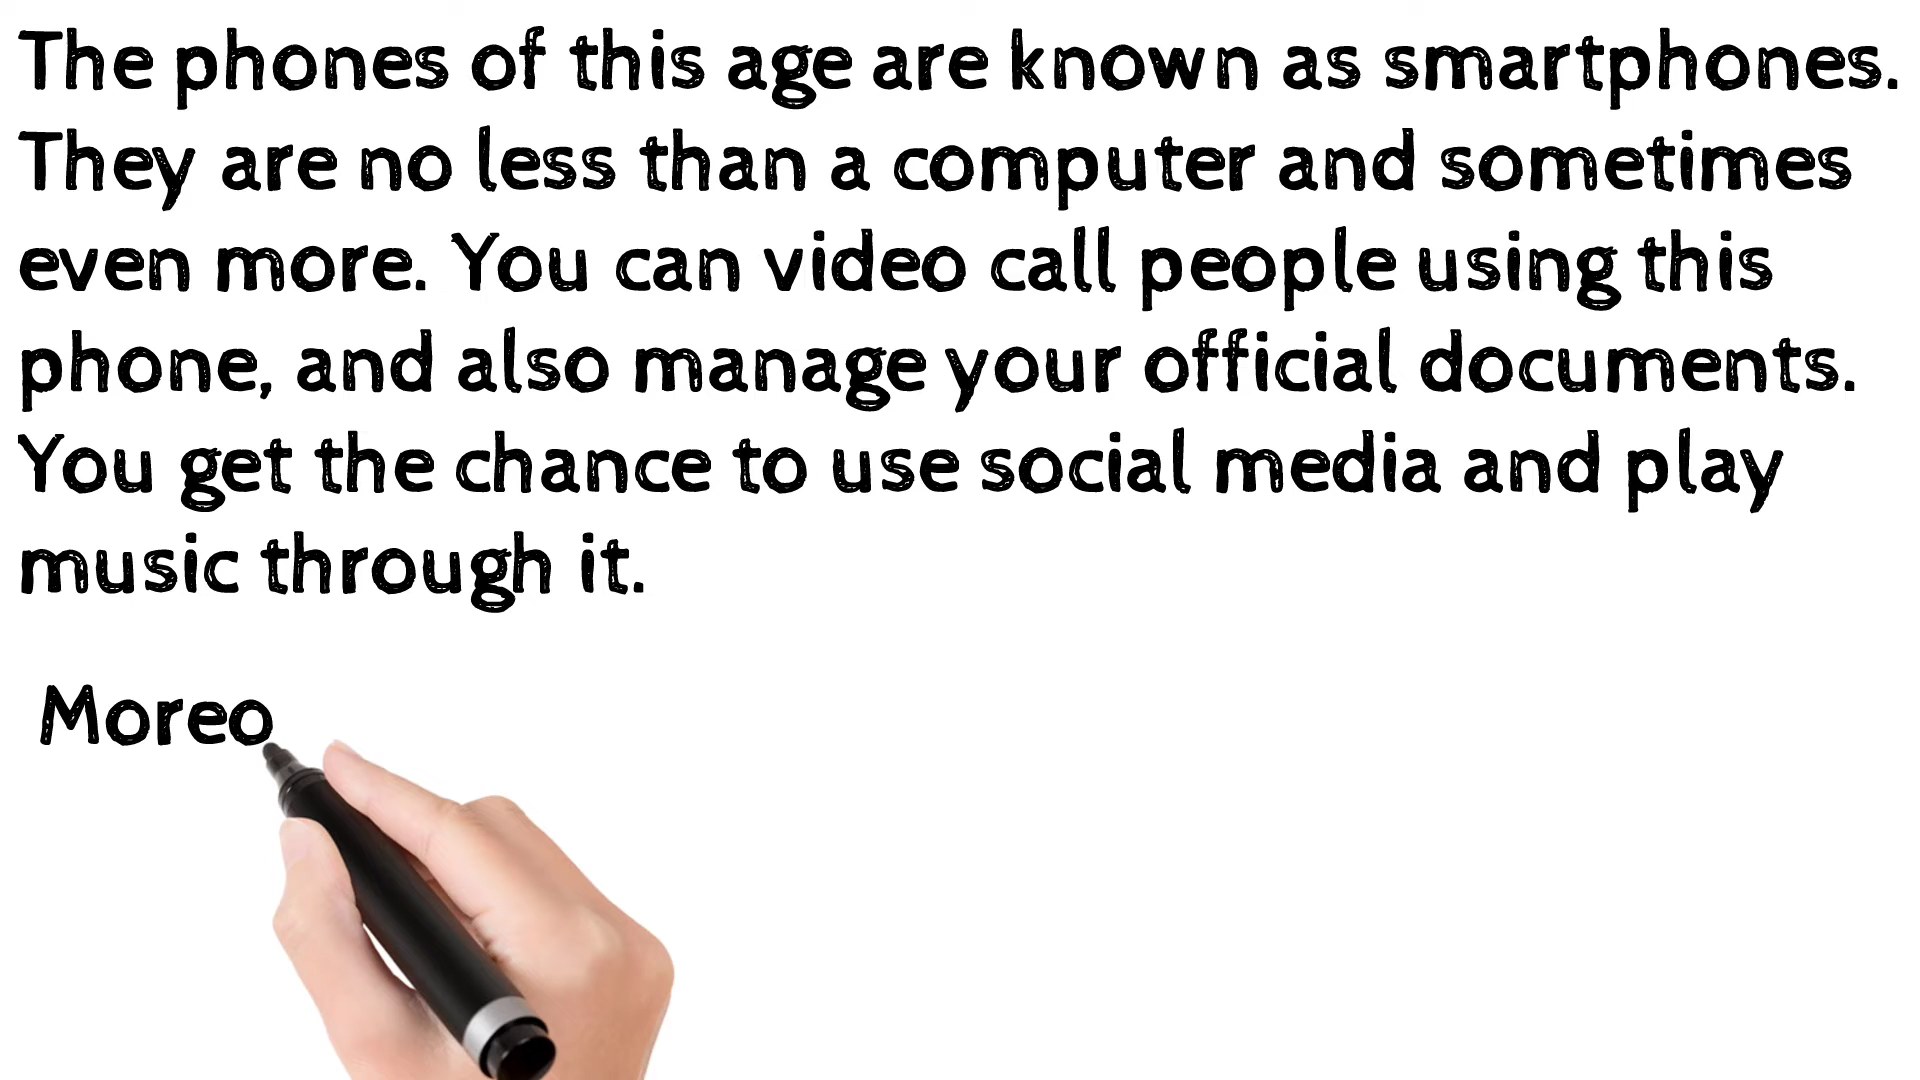 The phones of this age are known as smartphones.
They are no less than a computer and sometimes
even more. You can video call people using this
phone, and also manage your official documents.
You get the chance to use social media and play
music through it.
Moreo